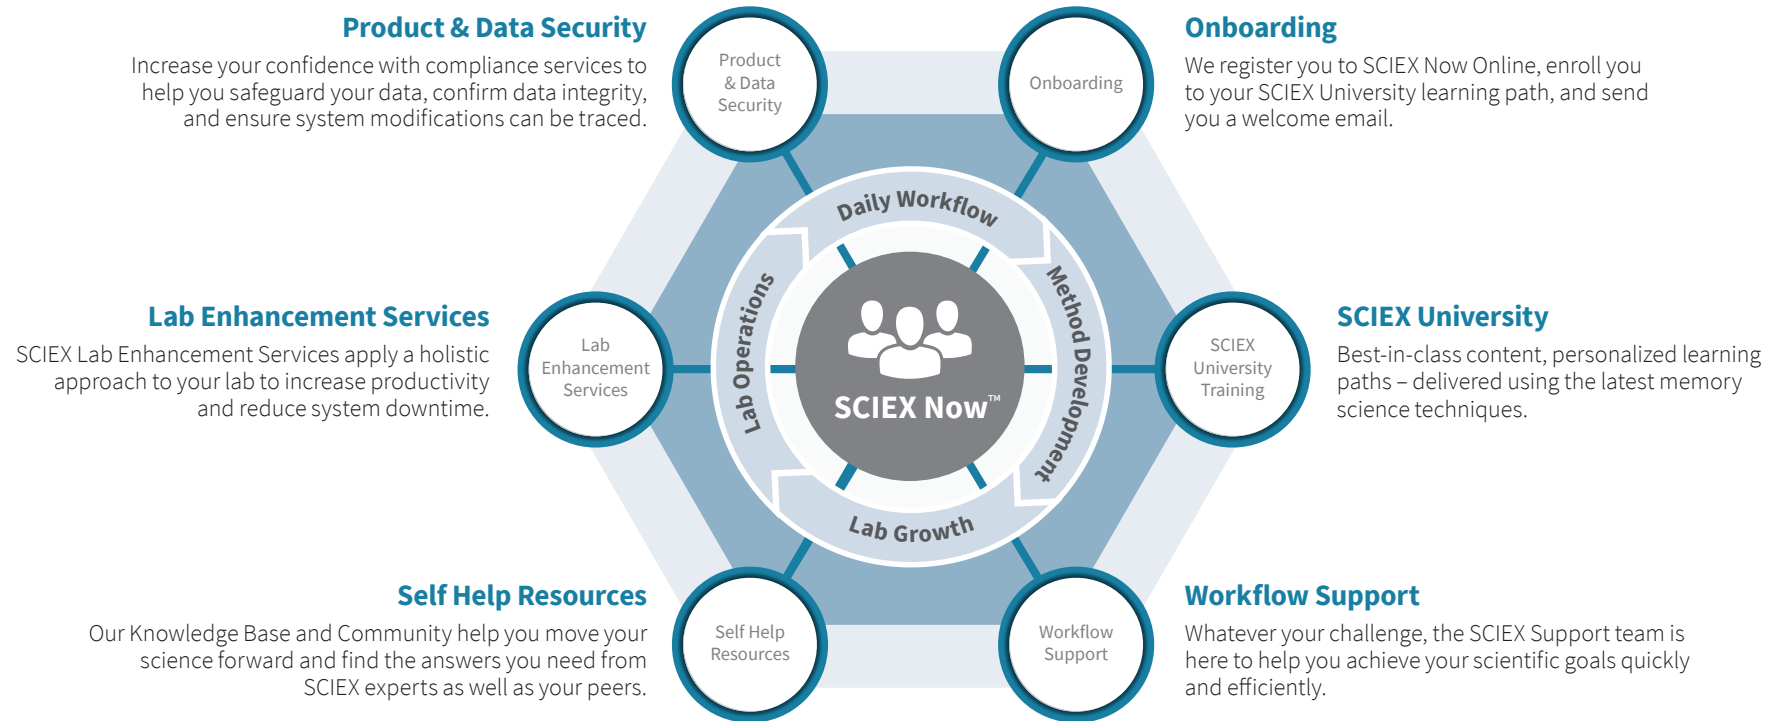 Product & Data Security
Increase your confidence with compliance services to
help you safeguard your data, confirm data integrity,
and ensure system modifications can be traced.
Product
& Data
Security
Onboarding
Onboarding
We register you to SCIEX Now Online, enroll you
to your SCIEX University learning path, and send
you a welcome email.
Daily Workflow
Method Development
Lab Growth
Lab Operations
SCIEX Now™
Lab Enhancement Services
SCIEX Lab Enhancement Services apply a holistic
approach to your lab to increase productivity
and reduce system downtime.
Lab
Enhancement
Services
SCIEX
University
Training
SCIEX University
Best-in-class content, personalized learning
paths – delivered using the latest memory
science techniques.
Self Help Resources
Our Knowledge Base and Community help you move your
science forward and find the answers you need from
SCIEX experts as well as your peers.
Self Help
Resources
Workflow
Support
Workflow Support
Whatever your challenge, the SCIEX Support team is
here to help you achieve your scientific goals quickly
and efficiently.